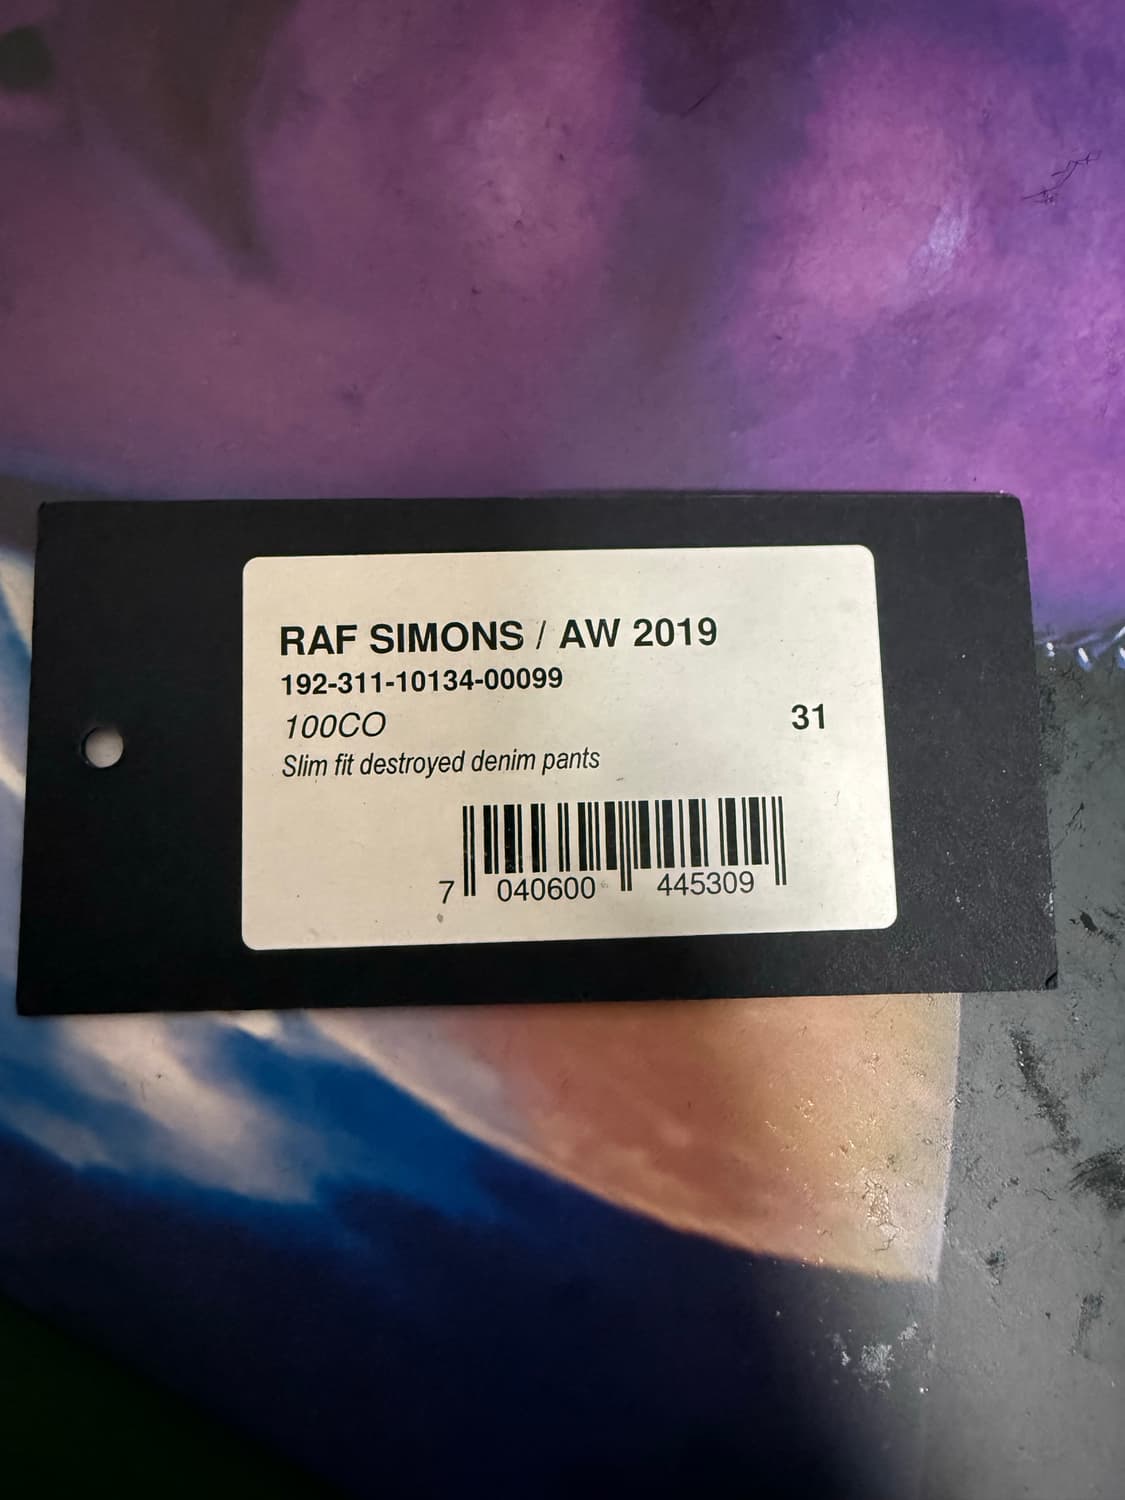 RAF SIMONS / AW 2019
192-311-10134-00099
100CO 31
Slim fit destroyed denim pants
7 040600 445309